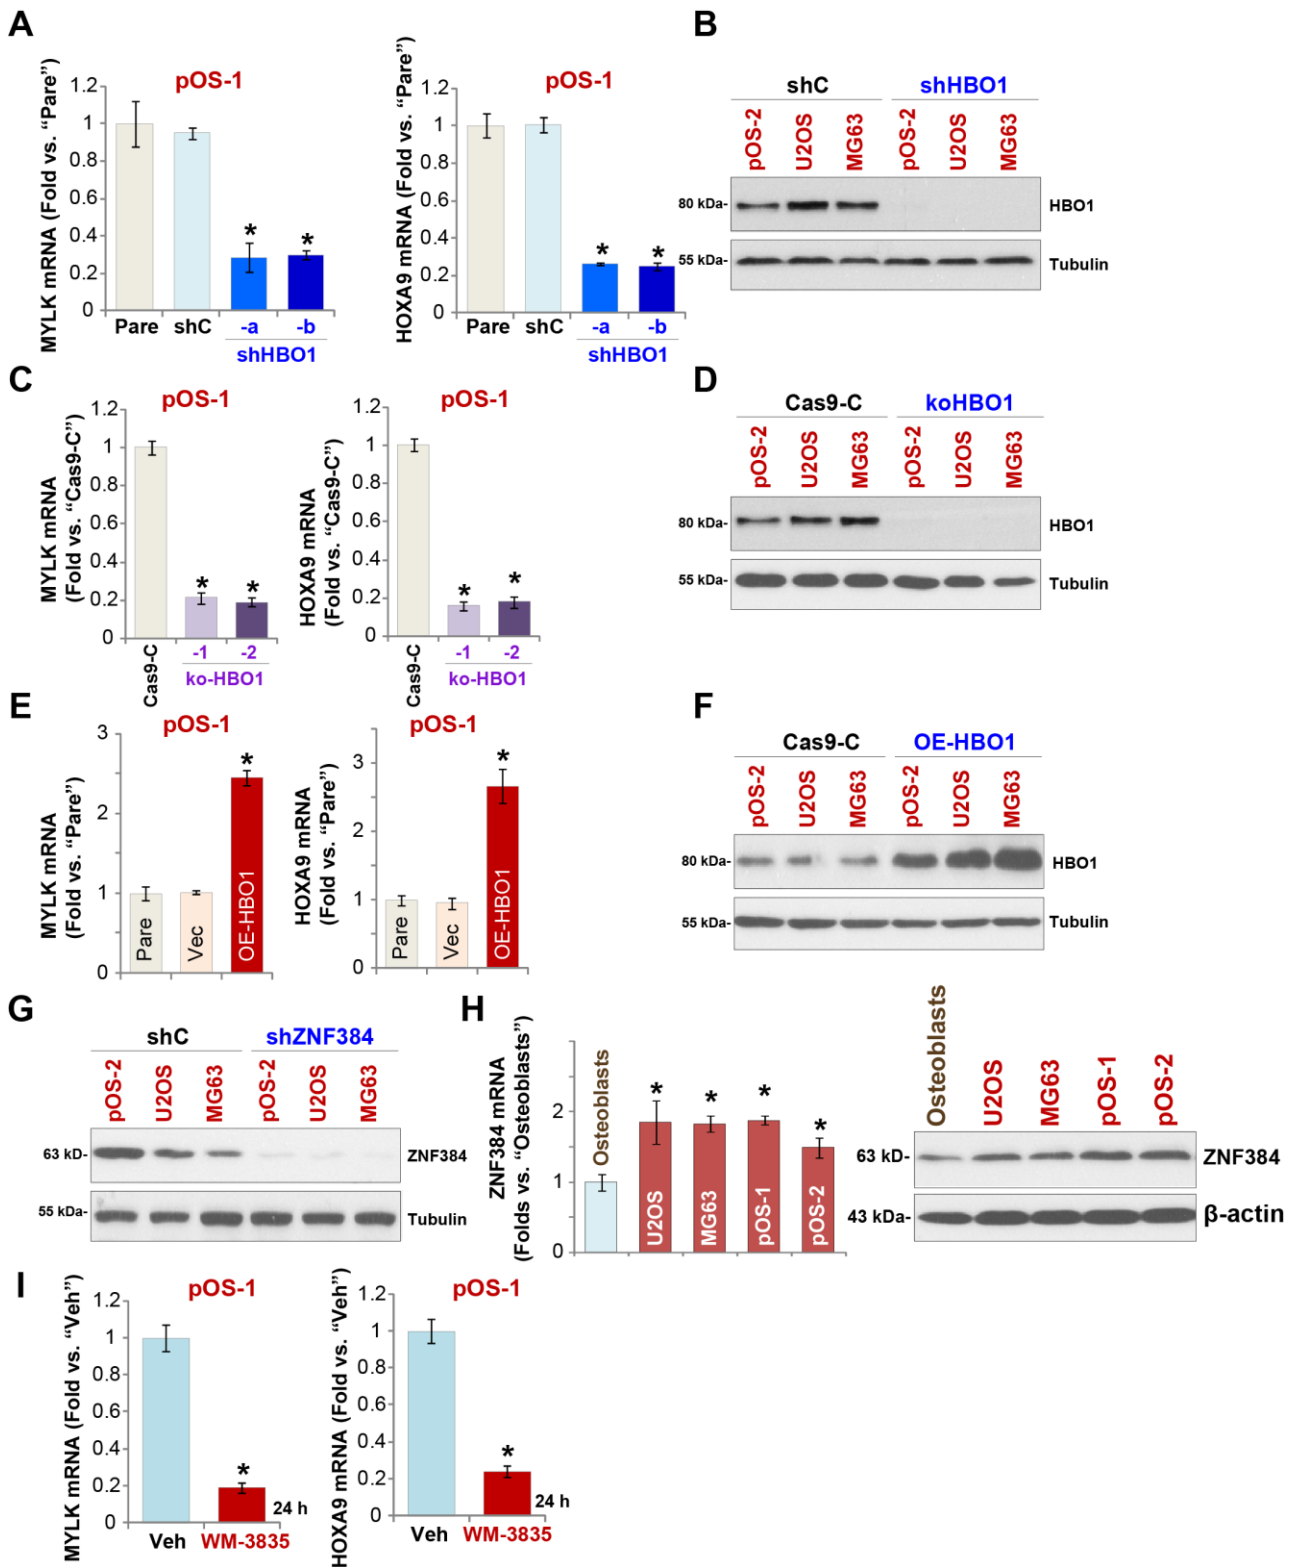 A
pOS-1
MYLK mRNA (Fold vs. “Pare”)
1.2
1
0.8
0.6
0.4
0.2
0
*
*
Pare
shC
-a
-b
shHBO1
pOS-1
HOXA9 mRNA (Fold vs. “Pare”)
1.2
1
0.8
0.6
0.4
0.2
0
*
*
Pare
shC
-a
-b
shHBO1
B
shC
shHBO1
pOS-2
U2OS
MG63
pOS-2
U2OS
MG63
80 kDa-
HBO1
55 kDa-
Tubulin
C
pOS-1
MYLK mRNA
(Fold vs. “Cas9-C”)
1.2
1
0.8
0.6
0.4
0.2
0
*
*
Cas9-C
-1
-2
ko-HBO1
pOS-1
HOXA9 mRNA
(Fold vs. “Cas9-C”)
1.2
1
0.8
0.6
0.4
0.2
0
*
*
Cas9-C
-1
-2
ko-HBO1
D
Cas9-C
koHBO1
pOS-2
U2OS
MG63
pOS-2
U2OS
MG63
80 kDa-
HBO1
55 kDa-
Tubulin
E
pOS-1
MYLK mRNA
(Fold vs. “Pare”)
3
2
1
0
*
Pare
Vec
OE-HBO1
pOS-1
HOXA9 mRNA
(Fold vs. “Pare”)
3
2
1
0
*
Pare
Vec
OE-HBO1
F
Cas9-C
OE-HBO1
pOS-2
U2OS
MG63
pOS-2
U2OS
MG63
80 kDa-
HBO1
55 kDa-
Tubulin
G
shC
shZNF384
pOS-2
U2OS
MG63
pOS-2
U2OS
MG63
63 kD-
ZNF384
55 kDa-
Tubulin
H
ZNF384 mRNA
(Folds vs. “Osteoblasts”)
2
1
0
*
*
*
*
Osteoblasts
U2OS
MG63
pOS-1
pOS-2
Osteoblasts
U2OS
MG63
pOS-1
pOS-2
63 kD-
ZNF384
43 kDa-
β-actin
I
pOS-1
MYLK mRNA (Fold vs. “Veh”)
1.2
1
0.8
0.6
0.4
0.2
0
*
24 h
Veh
WM-3835
pOS-1
HOXA9 mRNA (Fold vs. “Veh”)
1.2
1
0.8
0.6
0.4
0.2
0
*
24 h
Veh
WM-3835